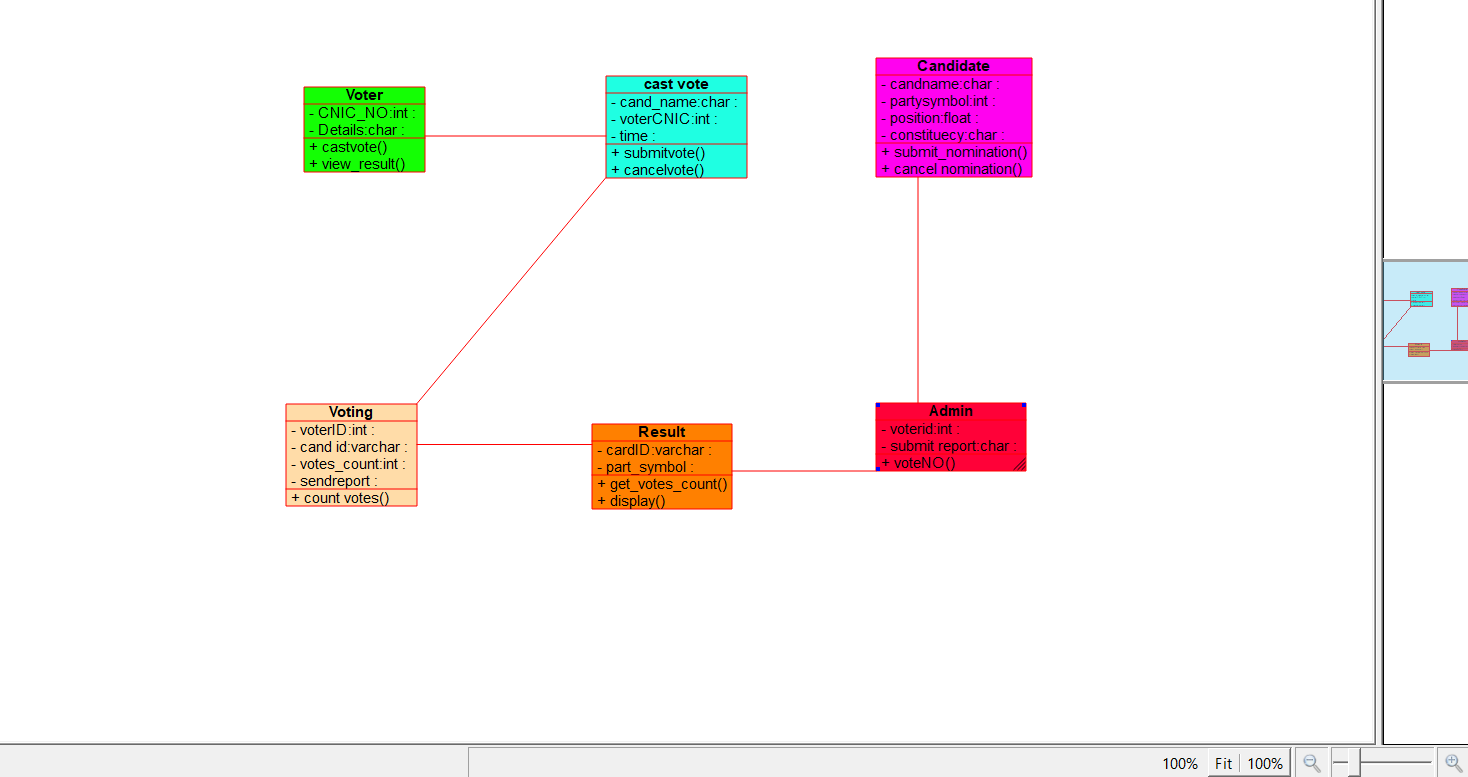 Voter
- CNIC_NO:int :
- Details:char :
+ castvote()
+ view_result()
cast vote
- cand_name:char :
- voterCNIC:int :
- time :
+ submitvote()
+ cancelvote()
Candidate
- candname:char :
- partysymbol:int :
- position:float :
- constituecy:char :
+ submit_nomination()
+ cancel nomination()
Voting
- voterID:int :
- cand id:varchar :
- votes_count:int :
- sendreport :
+ count votes()
Result
- cardID:varchar :
- part_symbol :
+ get_votes_count()
+ display()
Admin
- voterid:int :
- submit report:char :
+ voteNO()
100% Fit 100%